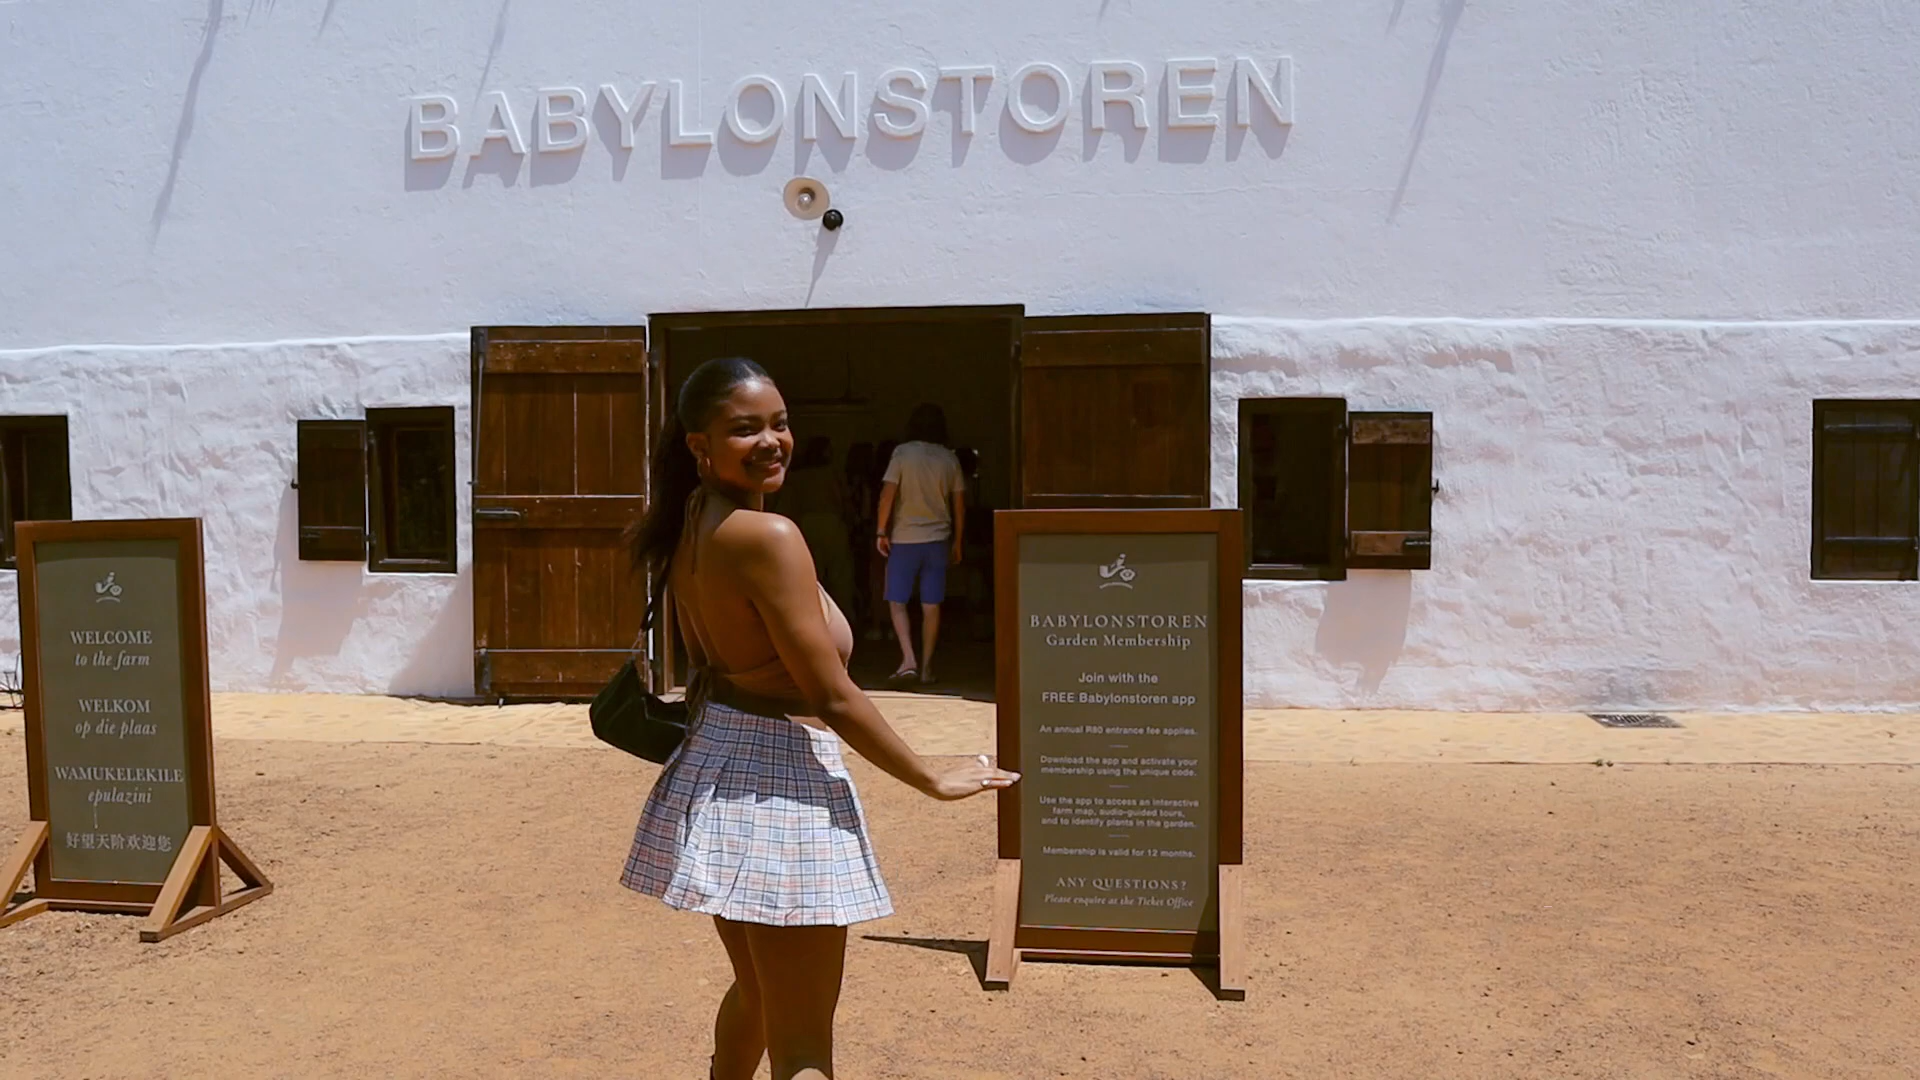 BABYLONSTOREN
WELCOME
to the farm
WELKOM
op die plaas
WAMUKELEKILE
epulazini
好望天阶欢迎您
BABYLONSTOREN
Garden Membership
Join with the
FREE Babylonstoren app
An annual R80 entrance fee applies.
Download the app and activate your
membership using the unique code.
Use the app to access an interactive
farm map, audio-guided tours,
and to identify plants in the garden.
Membership is valid for 12 months.
ANY QUESTIONS?
Please enquire at the Ticket Office